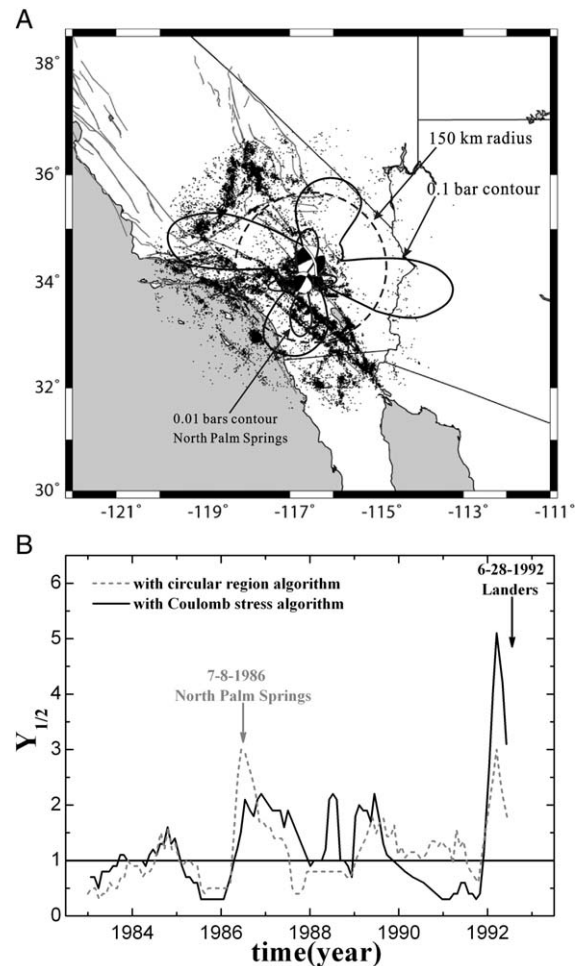 A
38°
36°
34°
32°
30°
-121°
-119°
-117°
-115°
-113°
-111°
150 km radius
0.1 bar contour
0.01 bars contour
North Palm Springs
B
6
5
4
3
2
1
0
Y1/2
with circular region algorithm
with Coulomb stress algorithm
6-28-1992
Landers
7-8-1986
North Palm Springs
1984
1986
1988
1990
1992
time(year)